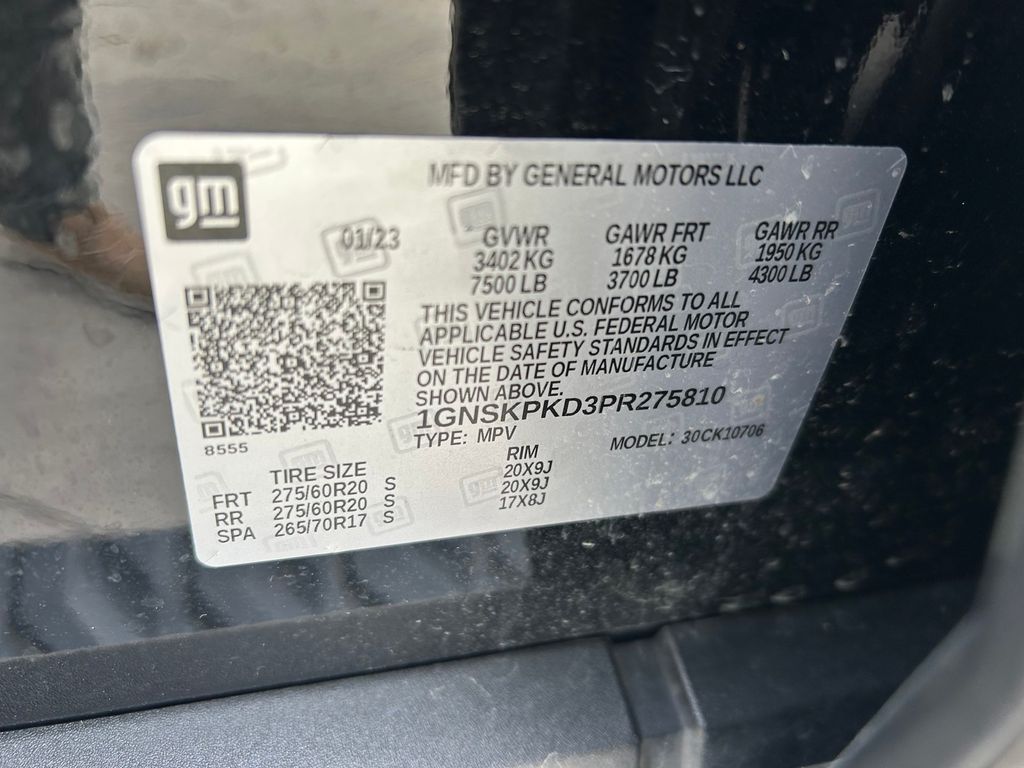 gm
MFD BY GENERAL MOTORS LLC
01/23
GVWR GAWR FRT GAWR RR
3402 KG 1678 KG 1950 KG
7500 LB 3700 LB 4300 LB
THIS VEHICLE CONFORMS TO ALL
APPLICABLE U.S. FEDERAL MOTOR
VEHICLE SAFETY STANDARDS IN EFFECT
ON THE DATE OF MANUFACTURE
SHOWN ABOVE.
1GNSKPKD3PR275810
TYPE: MPV MODEL: 30CK10706
8555
TIRE SIZE RIM
FRT 275/60R20 S 20X9J
RR 275/60R20 S 20X9J
SPA 265/70R17 S 17X8J